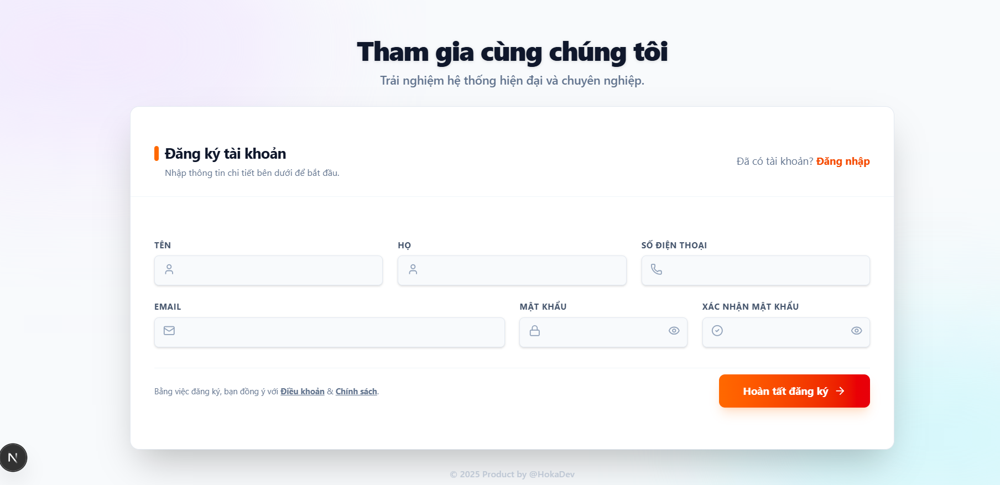 Tham gia cùng chúng tôi
Trải nghiệm hệ thống hiện đại và chuyên nghiệp.
Đăng ký tài khoản
Nhập thông tin chi tiết bên dưới để bắt đầu.
Đã có tài khoản? Đăng nhập
TÊN
HỌ
SỐ ĐIỆN THOẠI
EMAIL
MẬT KHẨU
XÁC NHẬN MẬT KHẨU
Bằng việc đăng ký, bạn đồng ý với Điều khoản & Chính sách.
Hoàn tất đăng ký →
N
© 2025 Product by @HokaDev